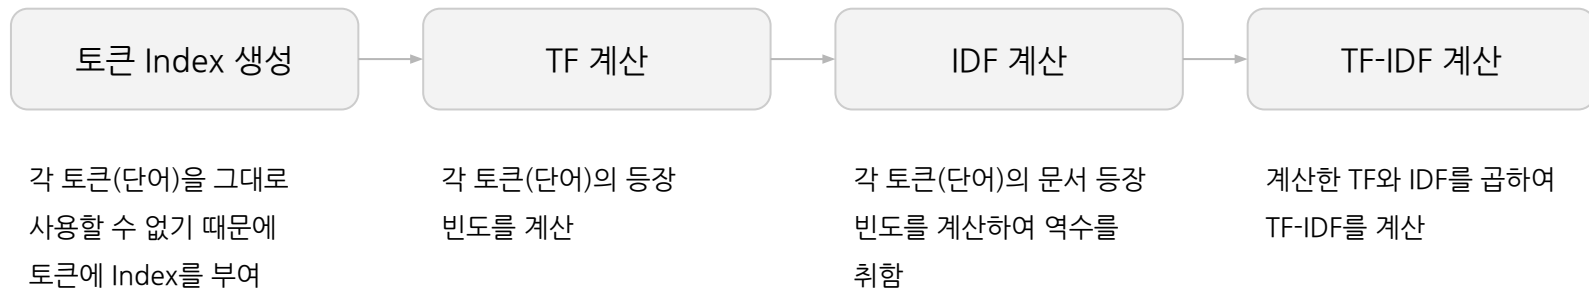 토큰 Index 생성
TF 계산
IDF 계산
TF-IDF 계산
각 토큰(단어)을 그대로
사용할 수 없기 때문에
토큰에 Index를 부여
각 토큰(단어)의 등장
빈도를 계산
각 토큰(단어)의 문서 등장
빈도를 계산하여 역수를
취함
계산한 TF와 IDF를 곱하여
TF-IDF를 계산